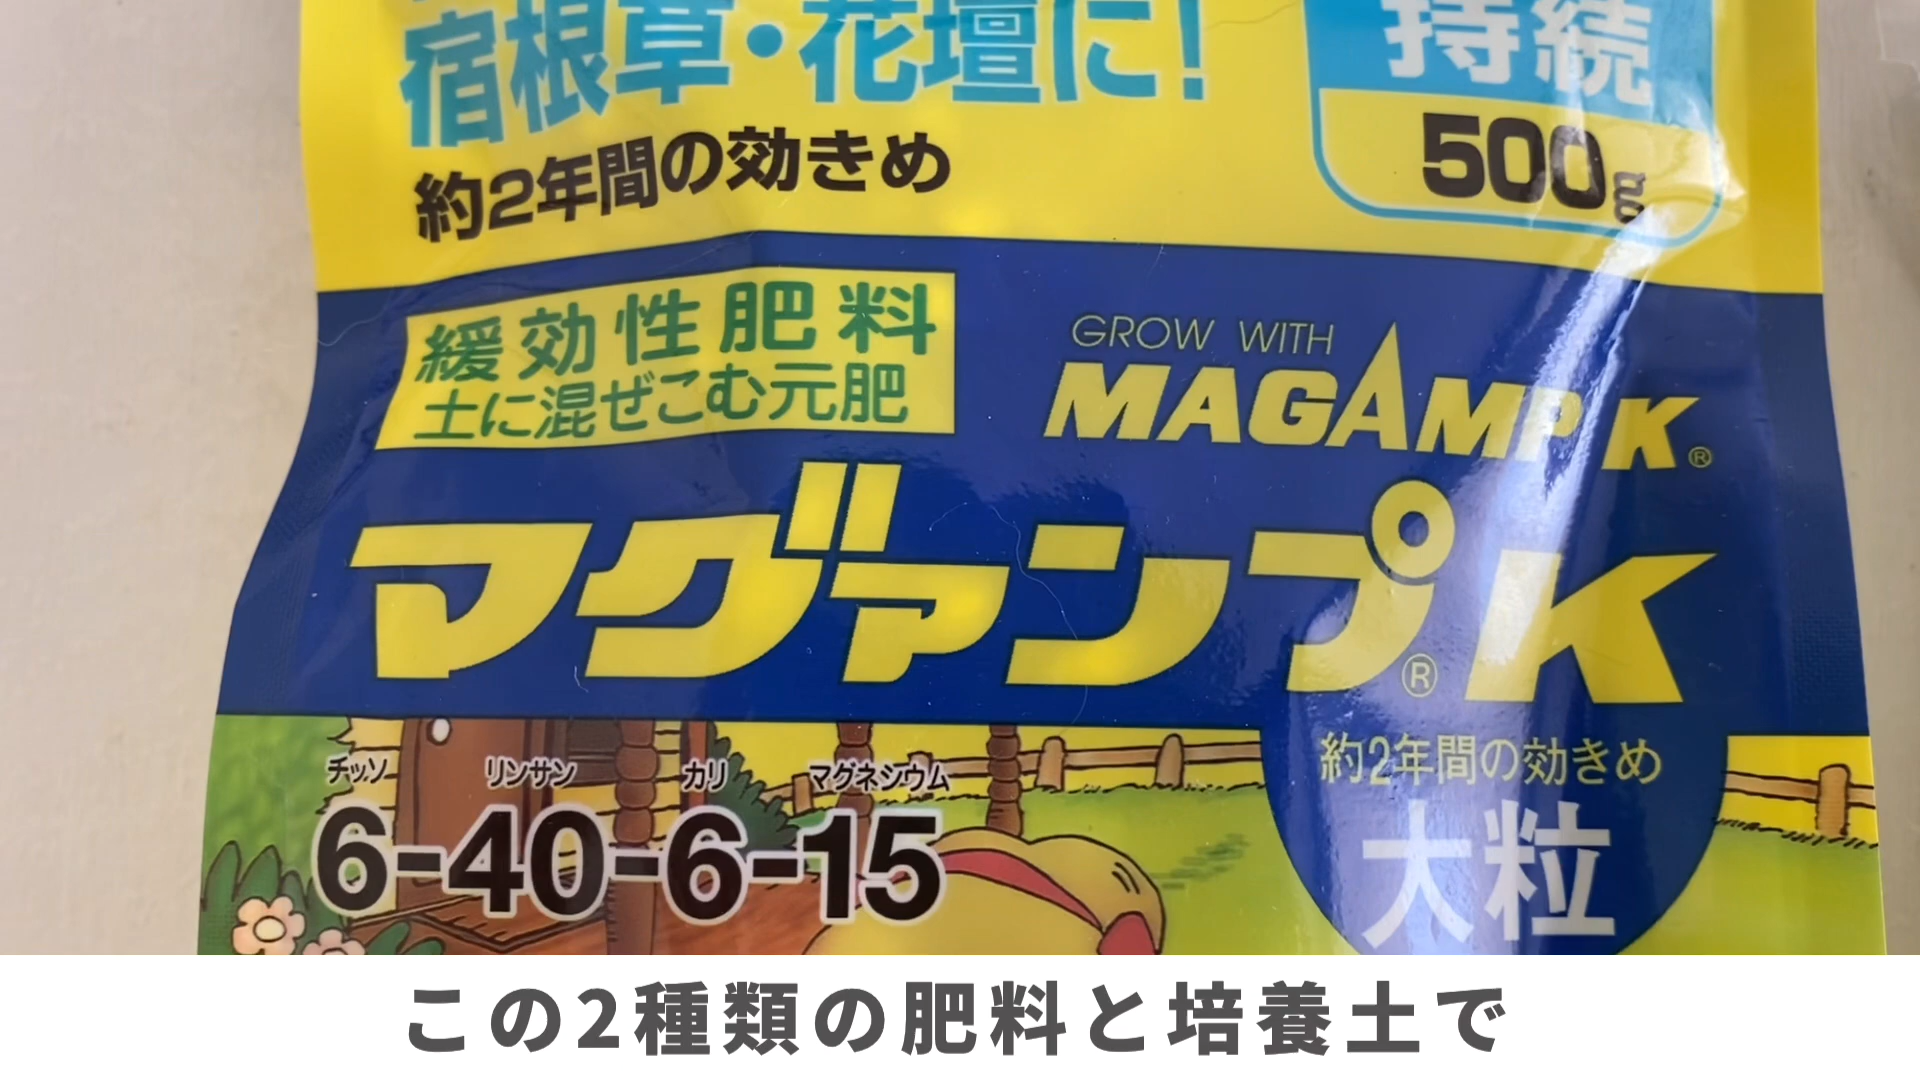 宿根草・花壇に！
持続
500g
約2年間の効きめ
緩効性肥料
土に混ぜこむ元肥
GROW WITH
MAGAMP K®
マグァンプ®K
約2年間の効きめ
大粒
チッソ リンサン カリ マグネシウム
6-40-6-15
この2種類の肥料と培養土で